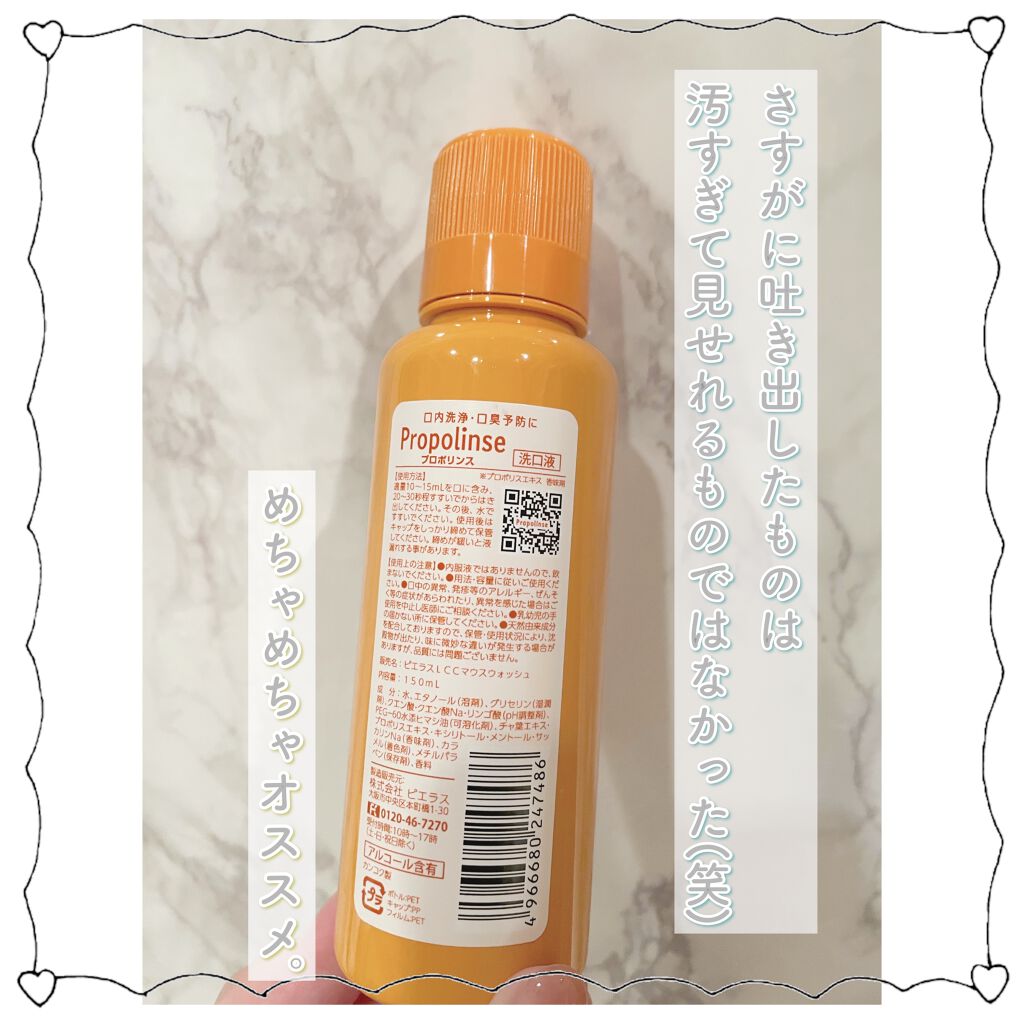 さすがに吐き出したものは
汚すぎて見せれるものではなかった(笑)
めちゃめちゃオススメ。
口内洗浄・口臭予防に
Propolinse
プロポリンス
洗口液
※プロポリスエキス 香味剤
【使用方法】
適量10〜15mLを口に含み、
20〜30秒程すすいでからはき
出してください。その後、水で
すすいでください。使用後は
キャップをしっかり締めて保管
してください。締めが緩いと液
漏れする事があります。
Propolinse
【使用上の注意】●内服液ではありませんので、飲
まないでください。●用法・容量に従いご使用くだ
さい。●口中の異常、発疹等のアレルギー、ぜんそ
く等の症状があらわれたり、異常を感じた場合はご
使用を中止し医師にご相談ください。●乳幼児の手
の届かない所に保管してください。●天然由来成分
を配合しておりますので、保管・使用状況により、沈
殿物が出たり、味に微妙な違いが発生する場合が
ありますが、品質には問題ございません。
販売名：ピエラスLCCマウスウォッシュ
内容量：150mL
成 分：水、エタノール(溶剤)、グリセリン(湿潤
剤)、クエン酸・クエン酸Na・リンゴ酸(pH調整剤)、
PEG-60水添ヒマシ油(可溶化剤)、チャ葉エキス・
プロポリスエキス・キシリトール・メントール・サッ
カリンNa(香味剤)、カラ
メル(着色剤)、メチルパラ
ベン(保存剤)、香料
製造販売元：
株式会社 ピエラス
大阪市中央区本町橋1-30
0120-46-7270
受付時間:10時〜17時
(土・日・祝日除く)
アルコール含有
カンコク製
プラ
ボトル:PET
キャップ:PP
フィルム:PET
4966680247486